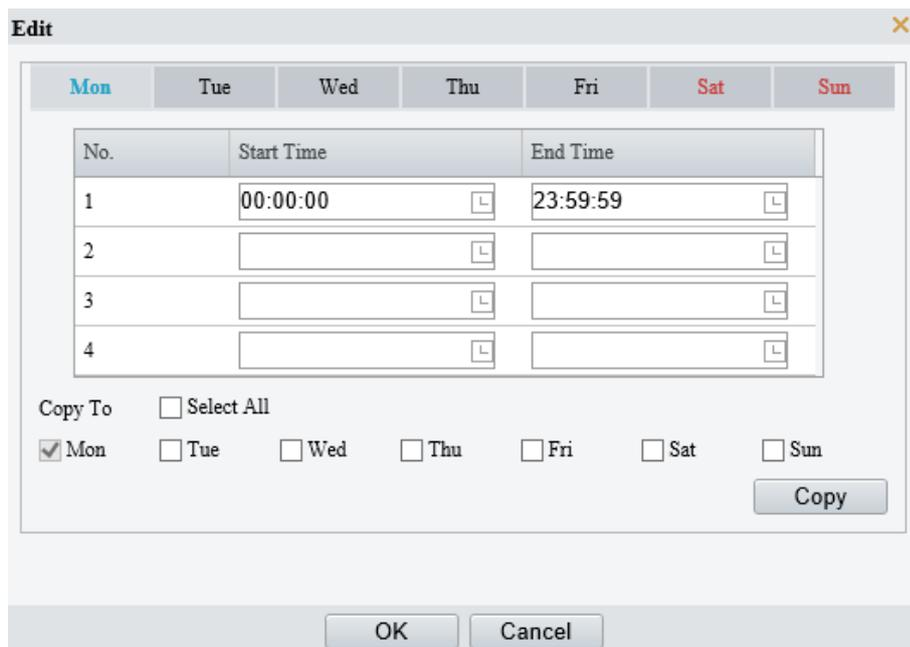 Edit
Mon Tue Wed Thu Fri Sat Sun
No. Start Time End Time
1 00:00:00 23:59:59
2
3
4
Copy To Select All
Mon Tue Wed Thu Fri Sat Sun
Copy
OK Cancel